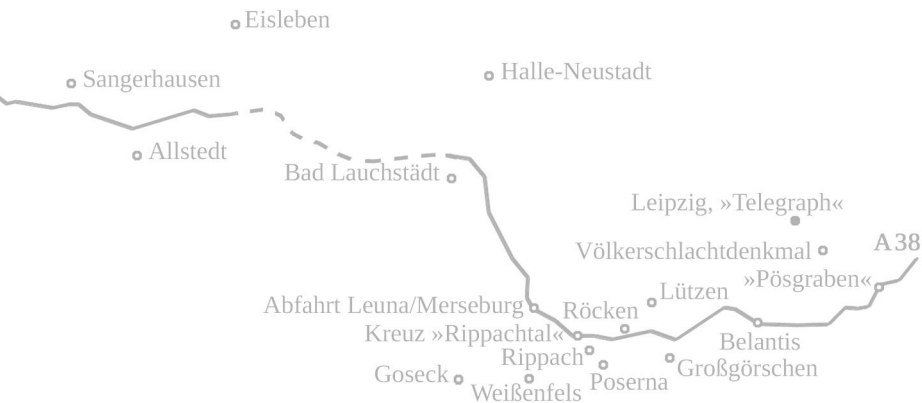 Eisleben
Sangerhausen
Halle-Neustadt
Allstedt
Bad Lauchstädt
Leipzig, »Telegraph«
A 38
Völkerschlachtdenkmal
»Pösgraben«
Lützen
Abfahrt Leuna/Merseburg
Röcken
Kreuz »Rippachtal«
Belantis
Rippach
Großgörschen
Goseck
Poserna
Weißenfels